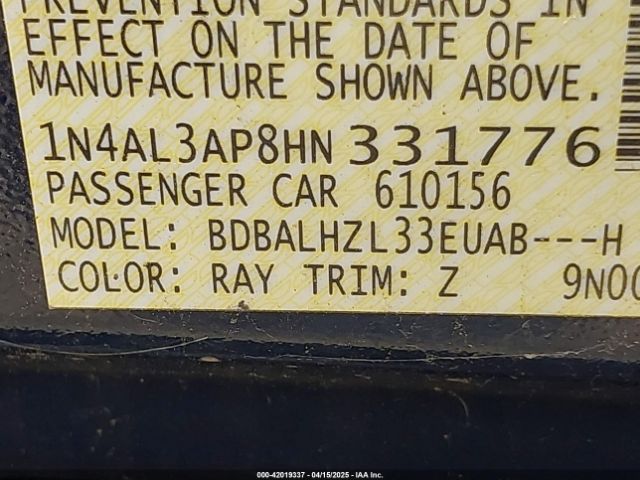 PREVENTION STANDARDS IN
EFFECT ON THE DATE OF
MANUFACTURE SHOWN ABOVE.
1N4AL3AP8HN 331776
PASSENGER CAR 610156
MODEL: BDBALHZL33EUAB---H
COLOR: RAY TRIM: Z 9N00
000-42019337 - 04/15/2025 - IAA Inc.